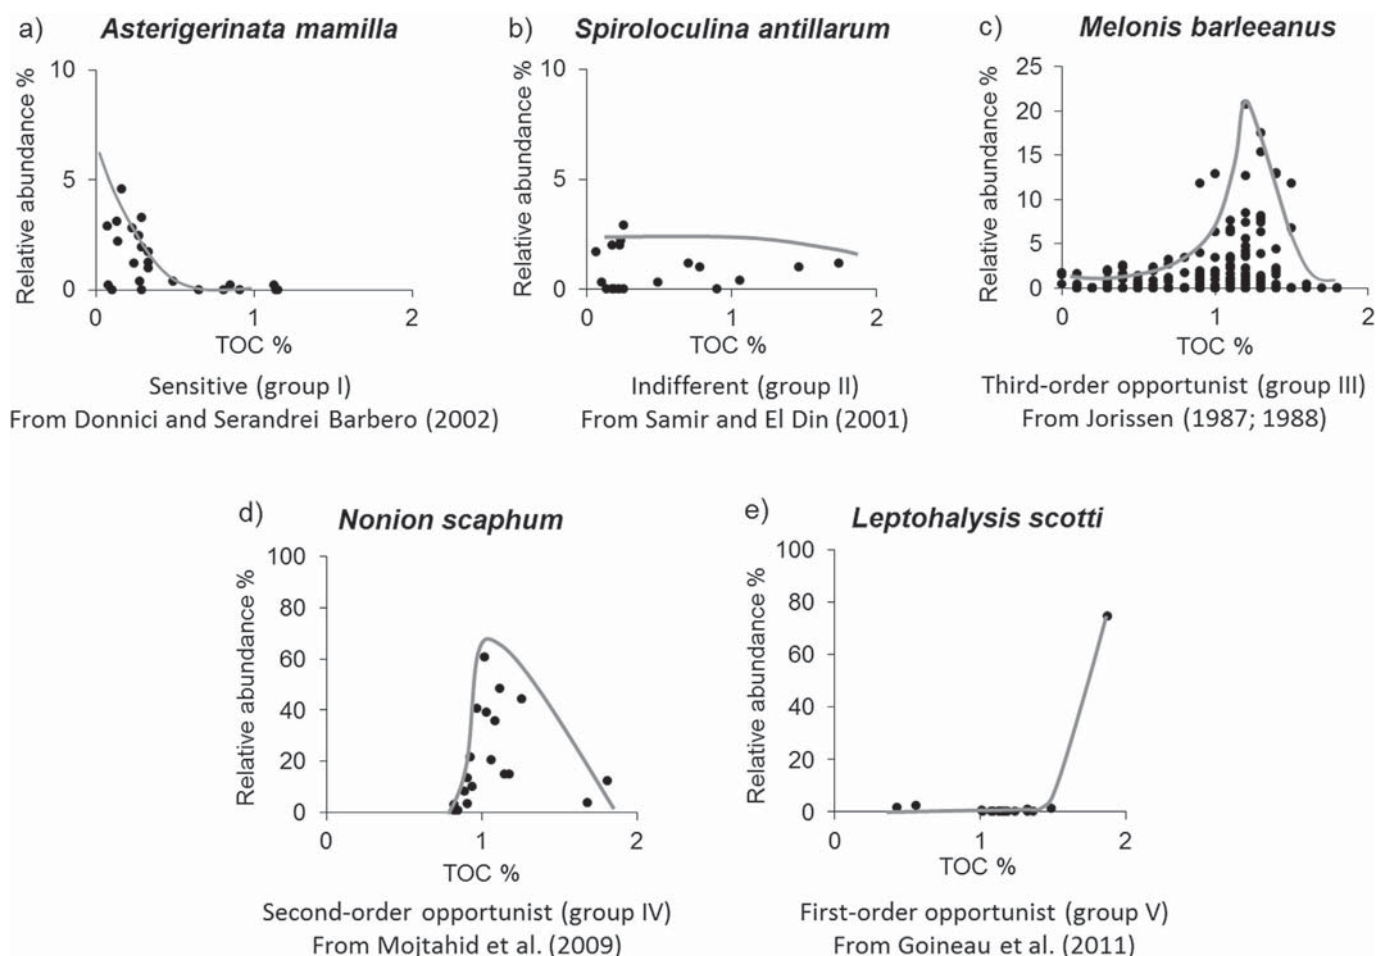 a) Asterigerinata mamilla
Relative abundance %
10
5
0
0 1 2
TOC %
Sensitive (group I)
From Donnici and Serandrei Barbero (2002)
b) Spiroloculina antillarum
Relative abundance %
10
5
0
0 1 2
TOC %
Indifferent (group II)
From Samir and El Din (2001)
c) Melonis barleeanus
Relative abundance %
25
20
15
10
5
0
0 1 2
TOC %
Third-order opportunist (group III)
From Jorissen (1987; 1988)
d) Nonion scaphum
Relative abundance %
100
80
60
40
20
0
0 1 2
TOC %
Second-order opportunist (group IV)
From Mojtahid et al. (2009)
e) Leptohalysis scotti
Relative abundance %
100
80
60
40
20
0
0 1 2
TOC %
First-order opportunist (group V)
From Goineau et al. (2011)